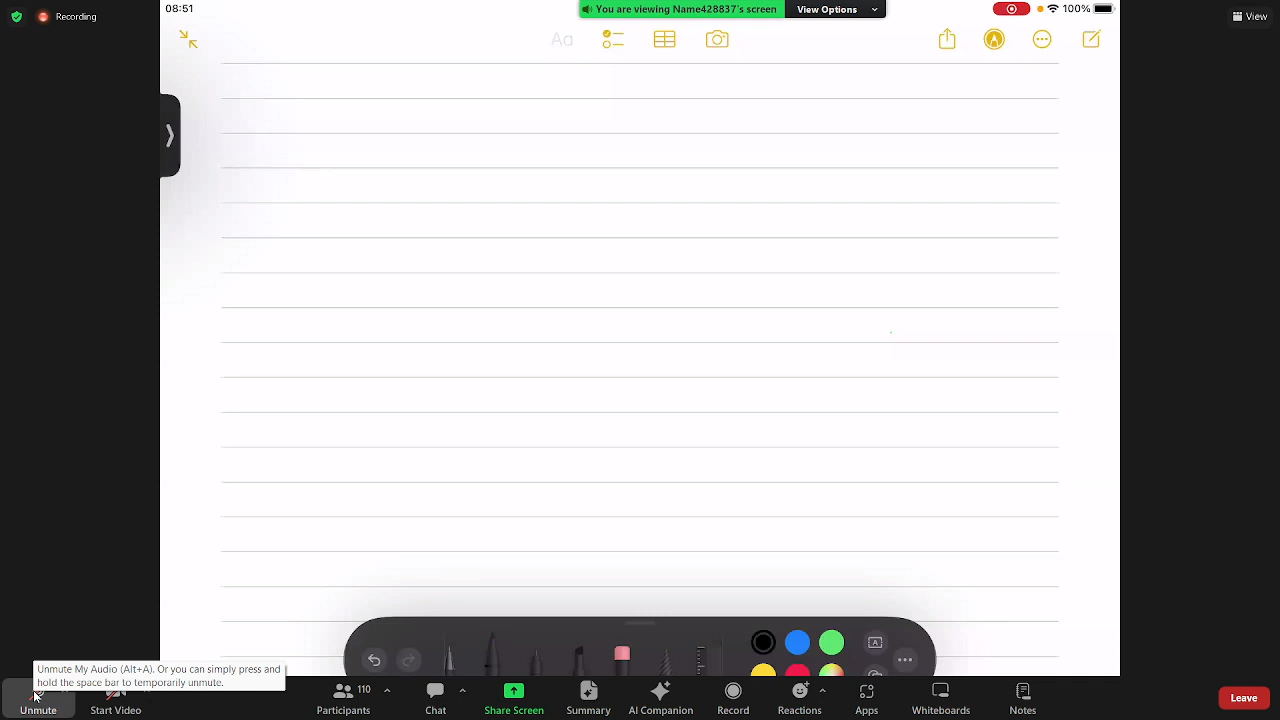 08:51
You are viewing Name428837's screen
View Options
100%
Recording
View
Aa
Unmute My Audio (Alt+A). Or you can simply press and
hold the space bar to temporarily unmute.
Unmute
Start Video
Participants
110
Chat
Share Screen
Summary
AI Companion
Record
Reactions
Apps
Whiteboards
Notes
Leave
A